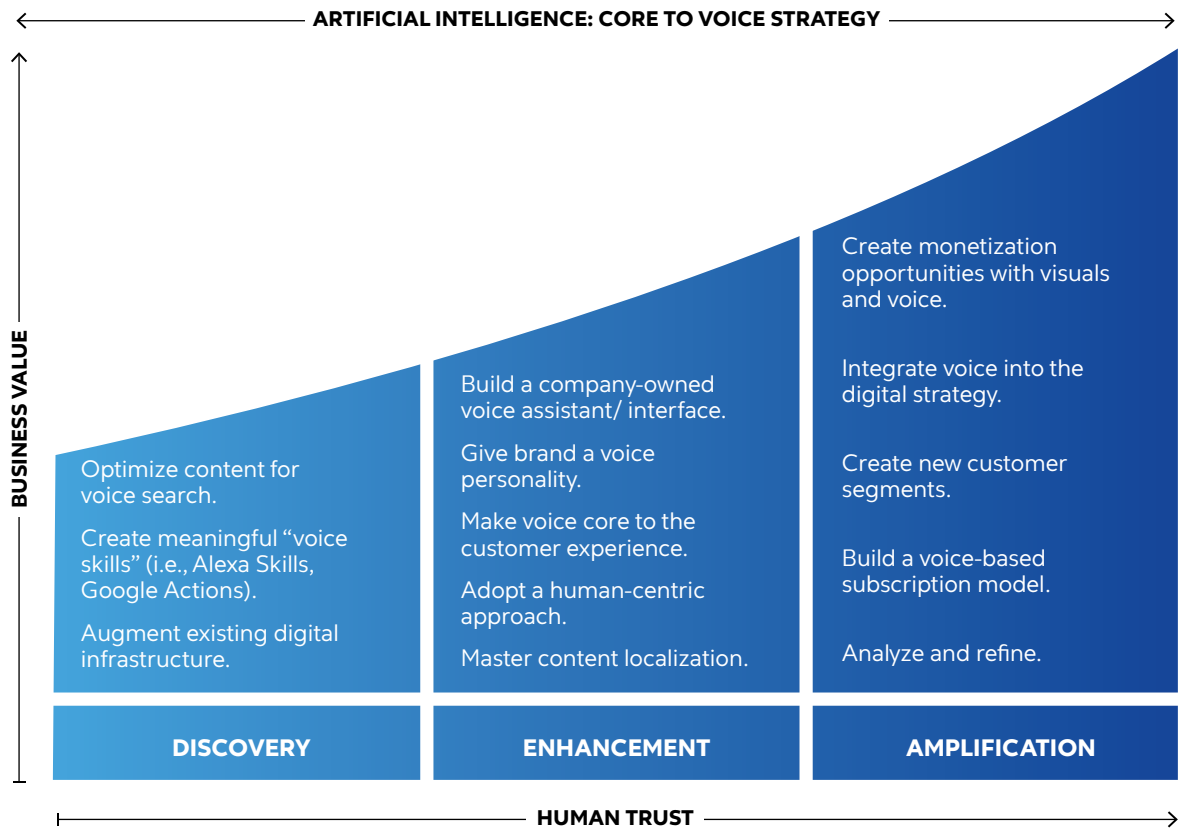 ARTIFICIAL INTELLIGENCE: CORE TO VOICE STRATEGY
BUSINESS VALUE
Optimize content for
voice search.
Create meaningful “voice
skills” (i.e., Alexa Skills,
Google Actions).
Augment existing digital
infrastructure.
DISCOVERY
Build a company-owned
voice assistant/ interface.
Give brand a voice
personality.
Make voice core to the
customer experience.
Adopt a human-centric
approach.
Master content localization.
ENHANCEMENT
Create monetization
opportunities with visuals
and voice.
Integrate voice into the
digital strategy.
Create new customer
segments.
Build a voice-based
subscription model.
Analyze and refine.
AMPLIFICATION
HUMAN TRUST